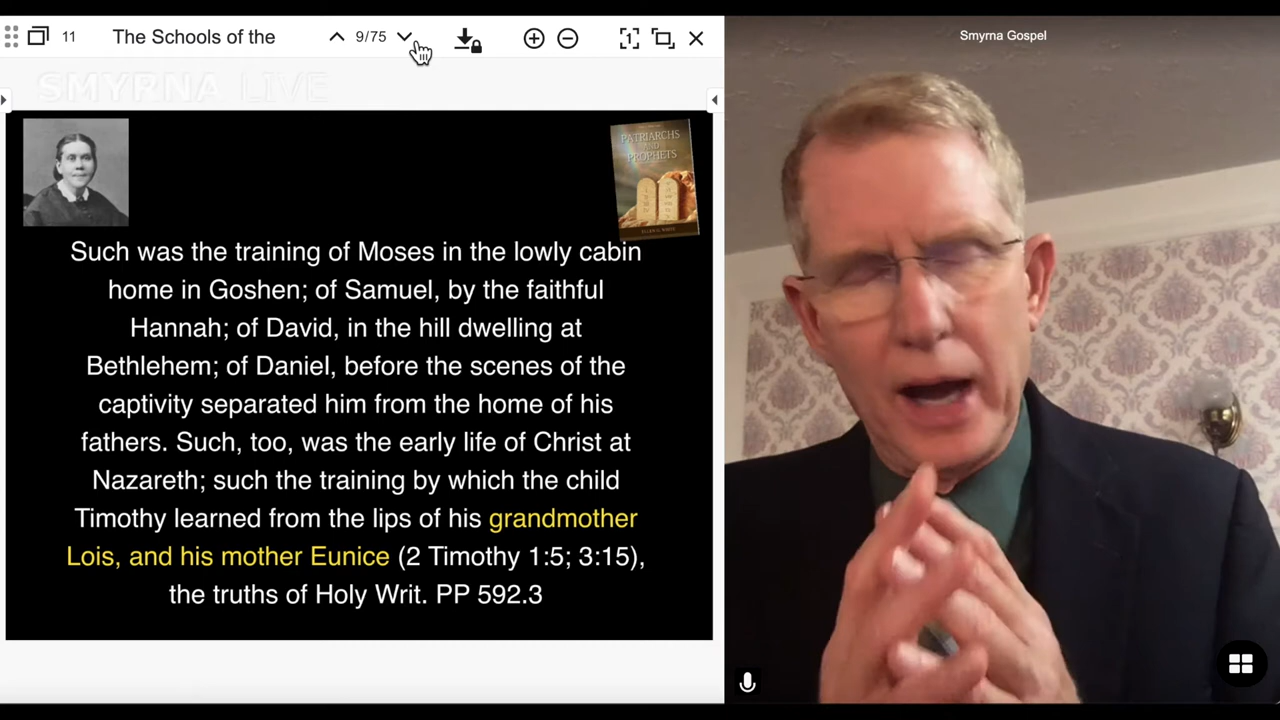 11
The Schools of the
9/75
Smyrna Gospel
SMYRNA LIVE
PATRIARCHS
AND
PROPHETS
ELLEN G. WHITE
Such was the training of Moses in the lowly cabin
home in Goshen; of Samuel, by the faithful
Hannah; of David, in the hill dwelling at
Bethlehem; of Daniel, before the scenes of the
captivity separated him from the home of his
fathers. Such, too, was the early life of Christ at
Nazareth; such the training by which the child
Timothy learned from the lips of his grandmother
Lois, and his mother Eunice (2 Timothy 1:5; 3:15),
the truths of Holy Writ. PP 592.3